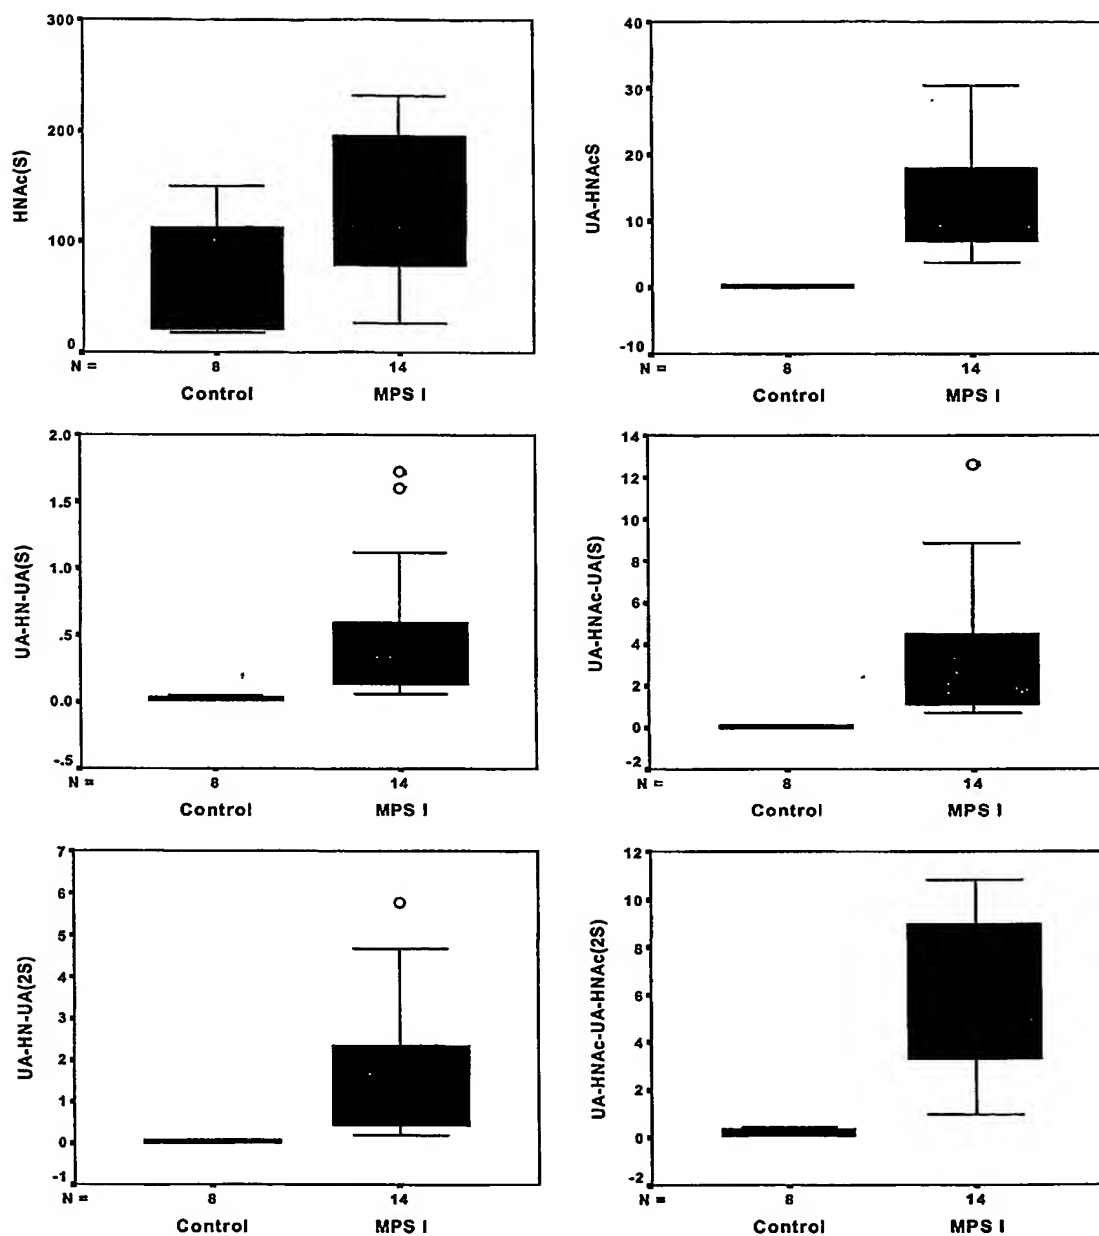 HNAc(S)
300
200
100
0
N = 8 14
Control MPS I
UA-HNAcS
40
30
20
10
0
-10
N = 8 14
Control MPS I
UA-HN-UA(S)
2.0
1.5
1.0
.5
0.0
-.5
N = 8 14
Control MPS I
UA-HNAc-UA(S)
14
12
10
8
6
4
2
0
-2
N = 8 14
Control MPS I
UA-HN-UA(2S)
7
6
5
4
3
2
1
0
-1
N = 8 14
Control MPS I
UA-HNAc-UA-HNAc(2S)
12
10
8
6
4
2
0
-2
N = 8 14
Control MPS I